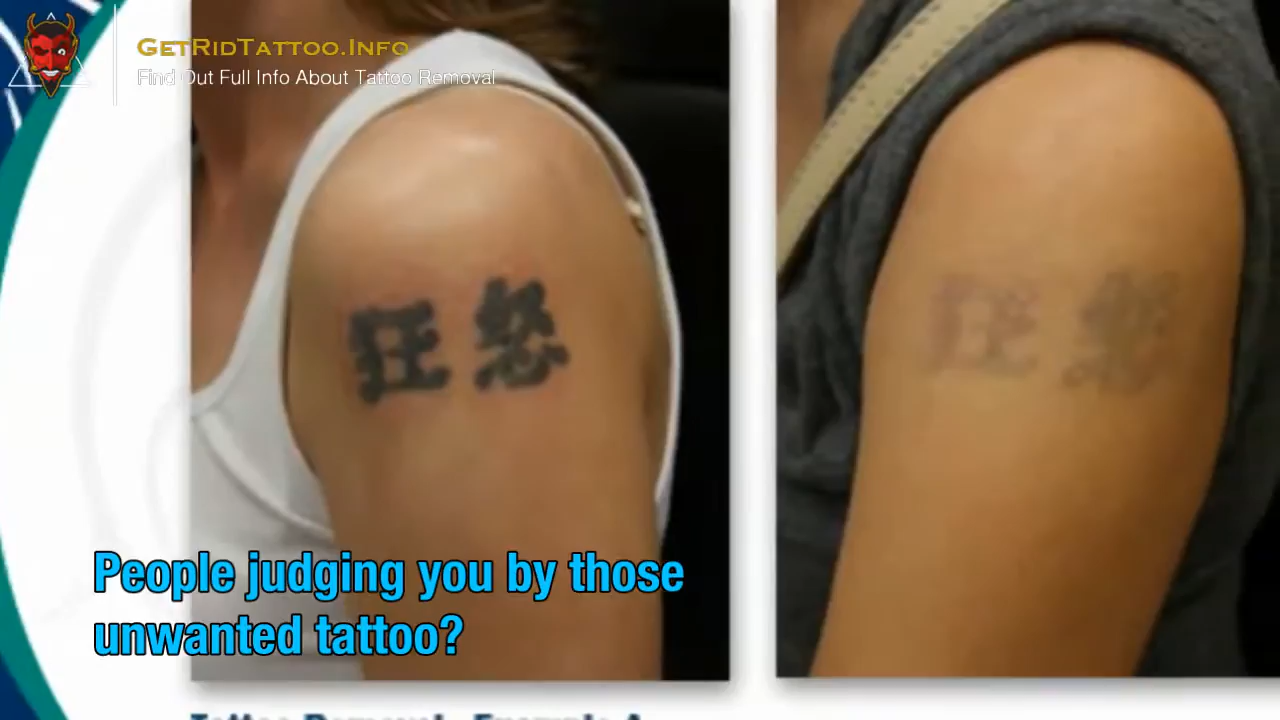 GetRidTattoo.Info
Find Out Full Info About Tattoo Removal
狂怒
People judging you by those
unwanted tattoo?